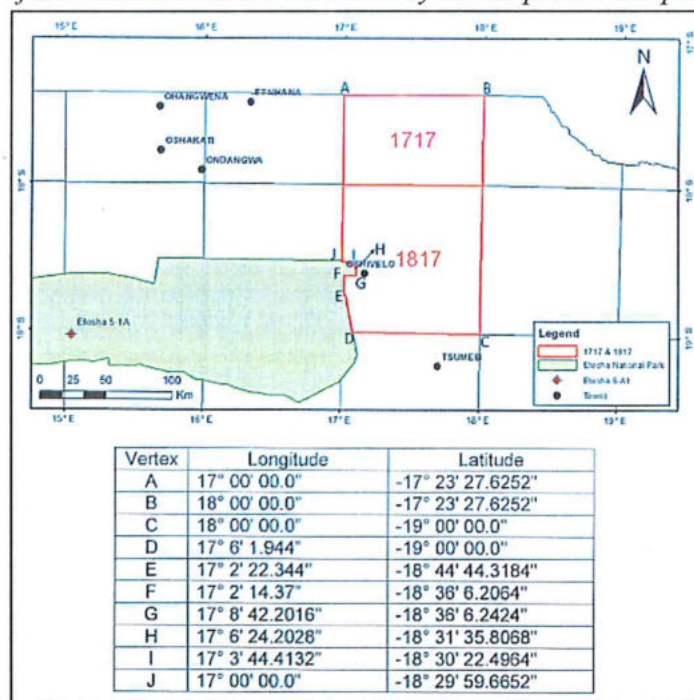 15°E 16°E 17°E 18°E 19°E
17°S
N
A B
OHANGWENA
1717
OSHAKATI
ONDANGWA
18°S 18°S
J I H
1817
F G
E
Etosha 5-1A
D C
TSUMEB
19°S 19°S
Legend
1717 & 1817
Etosha National Park
Etosha 5-A1
Towns
0 25 50 100
Km
15°E 16°E 17°E 18°E 19°E
Vertex Longitude Latitude
A 17° 00' 00.0" -17° 23' 27.6252"
B 18° 00' 00.0" -17° 23' 27.6252"
C 18° 00' 00.0" -19° 00' 00.0"
D 17° 6' 1.944" -19° 00' 00.0"
E 17° 2' 22.344" -18° 44' 44.3184"
F 17° 2' 14.37" -18° 36' 6.2064"
G 17° 8' 42.2016" -18° 36' 6.2424"
H 17° 6' 24.2028" -18° 31' 35.8068"
I 17° 3' 44.4132" -18° 30' 22.4964"
J 17° 00' 00.0" -18° 29' 59.6652"